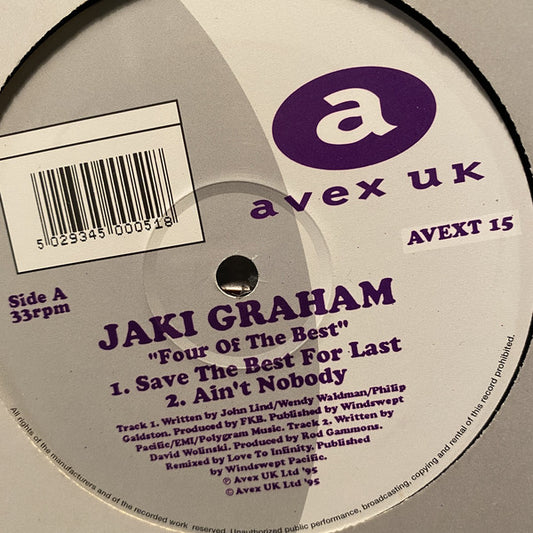 a
avex uk
AVEXT 15
5 029345 000518
Side A
33rpm
JAKI GRAHAM
"Four Of The Best"
1. Save The Best For Last
2. Ain't Nobody
Track 1. Written by John Lind/Wendy Waldman/Philip
Galdston. Produced by FKB. Published by Windswept
Pacific/EMI/Polygram Music. Track 2. Written by
David Wolinski. Produced by Rod Gammons.
Remixed by Love To Infinity. Published
by Windswept Pacific.
℗ Avex UK Ltd '95
© Avex UK Ltd '95
All rights of the manufacturers and of the recorded work reserved. Unauthorized public performance, broadcasting, copying and rental of this record prohibited.